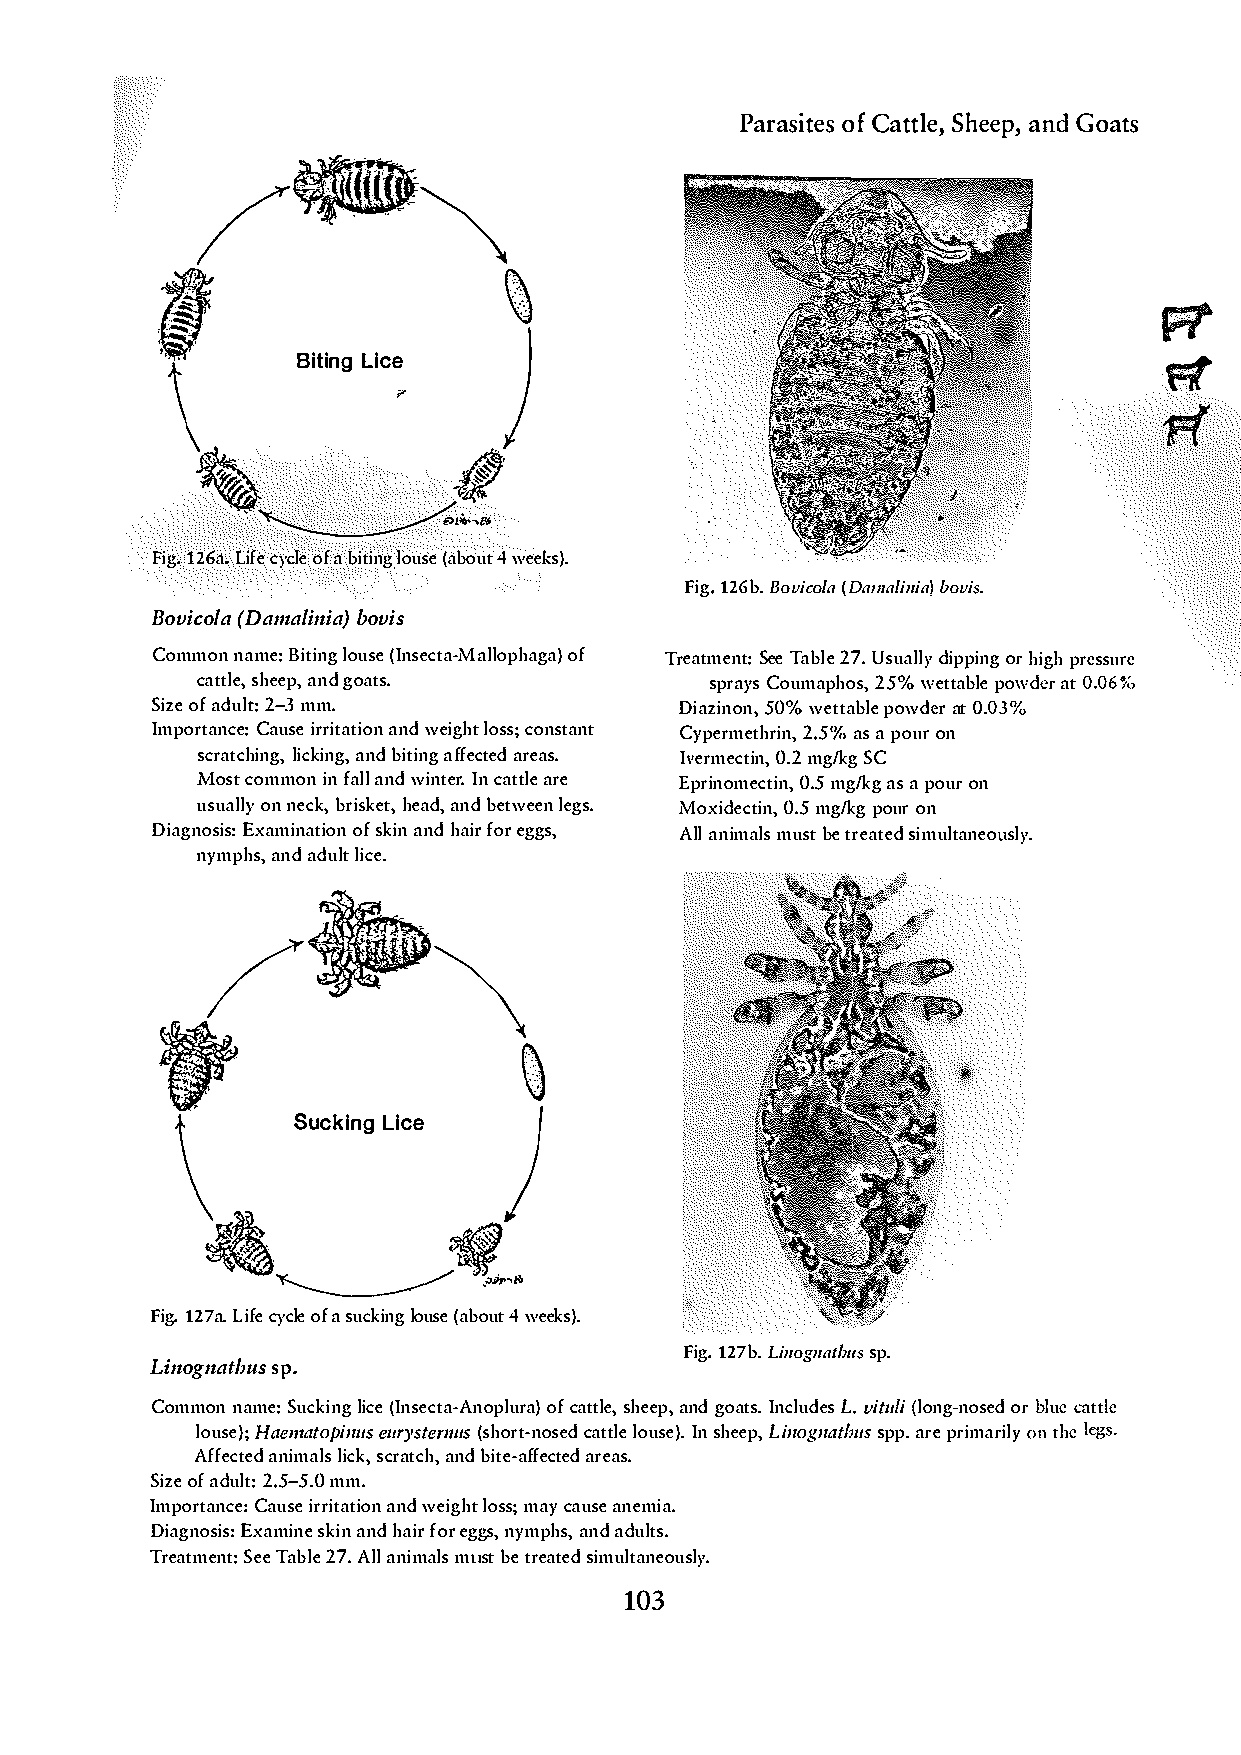 Parasites of Cattle, Sheep, and Goats
Biting Lice
Fig. 126a. Life cycle of a biting louse (about 4 weeks).
Fig. 126b. Bovicola (Damalinia) bovis.
Bovicola (Damalinia) bovis
Common name: Biting louse (Insecta-Mallophaga) of
cattle, sheep, and goats.
Size of adult: 2–3 mm.
Importance: Cause irritation and weight loss; constant
scratching, licking, and biting affected areas.
Most common in fall and winter. In cattle are
usually on neck, brisket, head, and between legs.
Diagnosis: Examination of skin and hair for eggs,
nymphs, and adult lice.
Treatment: See Table 27. Usually dipping or high pressure
sprays Coumaphos, 25% wettable powder at 0.06%
Diazinon, 50% wettable powder at 0.03%
Cypermethrin, 2.5% as a pour on
Ivermectin, 0.2 mg/kg SC
Eprinomectin, 0.5 mg/kg as a pour on
Moxidectin, 0.5 mg/kg pour on
All animals must be treated simultaneously.
Sucking Lice
Fig. 127a. Life cycle of a sucking louse (about 4 weeks).
Fig. 127b. Linognathus sp.
Linognathus sp.
Common name: Sucking lice (Insecta-Anoplura) of cattle, sheep, and goats. Includes L. vituli (long-nosed or blue cattle
louse); Haematopinus eurysternus (short-nosed cattle louse). In sheep, Linognathus spp. are primarily on the legs.
Affected animals lick, scratch, and bite-affected areas.
Size of adult: 2.5–5.0 mm.
Importance: Cause irritation and weight loss; may cause anemia.
Diagnosis: Examine skin and hair for eggs, nymphs, and adults.
Treatment: See Table 27. All animals must be treated simultaneously.
103